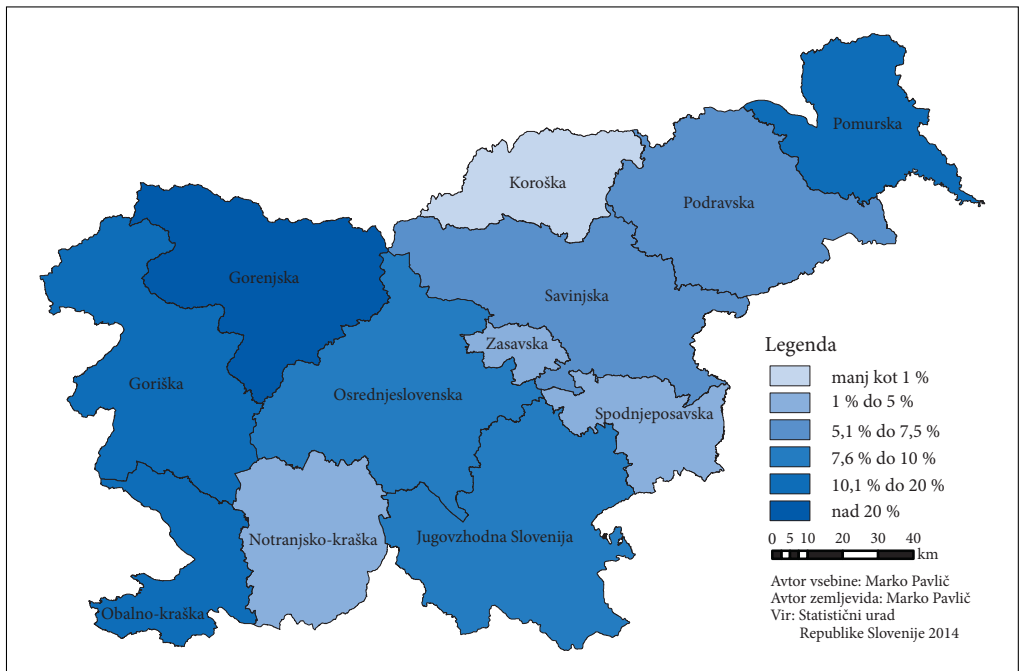 Pomurska
Koroška
Podravska
Gorenjska
Savinjska
Zasavska
Goriška
Osrednjeslovenska
Spodnjeposavska
Notranjsko-kraška
Jugovzhodna Slovenija
Obalno-kraška
Legenda
manj kot 1 %
1 % do 5 %
5,1 % do 7,5 %
7,6 % do 10 %
10,1 % do 20 %
nad 20 %
0 5 10 20 30 40
km
Avtor vsebine: Marko Pavlič
Avtor zemljevida: Marko Pavlič
Vir: Statistični urad
Republike Slovenije 2014